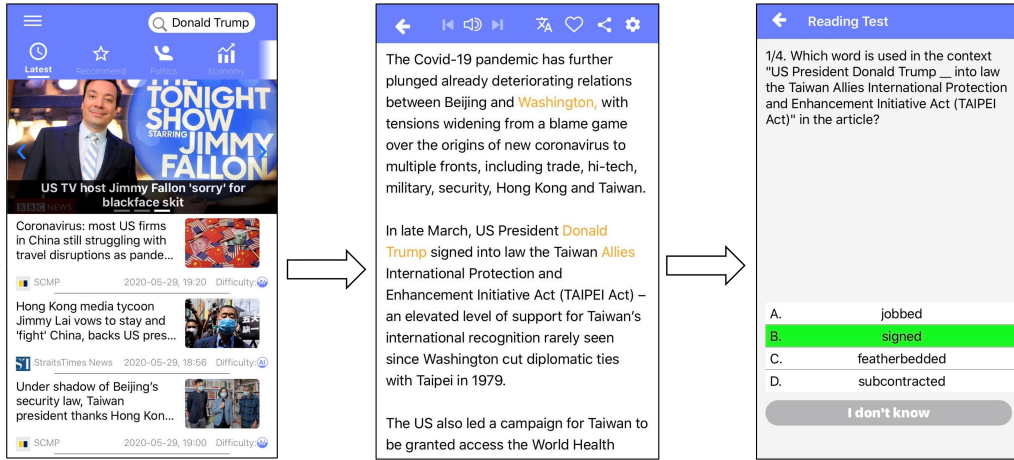 Donald Trump
Latest
Recommend
Politics
Economy
TONIGHT
SHOW
STARRING
JIMMY
FALLON
US TV host Jimmy Fallon 'sorry' for
blackface skit
BBC NEWS
Coronavirus: most US firms
in China still struggling with
travel disruptions as pande...
SCMP 2020-05-29, 19:20 Difficulty:
Hong Kong media tycoon
Jimmy Lai vows to stay and
'fight' China, backs US pres...
StraitsTimes News 2020-05-29, 18:56 Difficulty: AI
Under shadow of Beijing's
security law, Taiwan
president thanks Hong Kon...
SCMP 2020-05-29, 19:00 Difficulty:
The Covid-19 pandemic has further
plunged already deteriorating relations
between Beijing and Washington, with
tensions widening from a blame game
over the origins of new coronavirus to
multiple fronts, including trade, hi-tech,
military, security, Hong Kong and Taiwan.
In late March, US President Donald
Trump signed into law the Taiwan Allies
International Protection and
Enhancement Initiative Act (TAIPEI Act) –
an elevated level of support for Taiwan's
international recognition rarely seen
since Washington cut diplomatic ties
with Taipei in 1979.
The US also led a campaign for Taiwan to
be granted access the World Health
Reading Test
1/4. Which word is used in the context
"US President Donald Trump __ into law
the Taiwan Allies International Protection
and Enhancement Initiative Act (TAIPEI
Act)" in the article?
A. jobbed
B. signed
C. featherbedded
D. subcontracted
I don't know